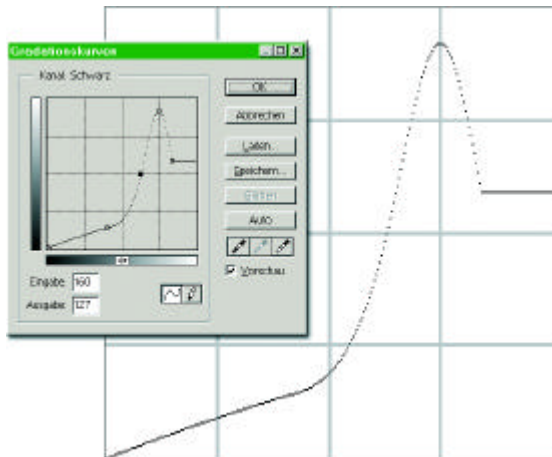 Gradationskurven
Kanal: Schwarz
OK
Abbrechen
Laden...
Speichern...
Glätten
Auto
Vorschau
Eingabe: 160
Ausgabe: 127